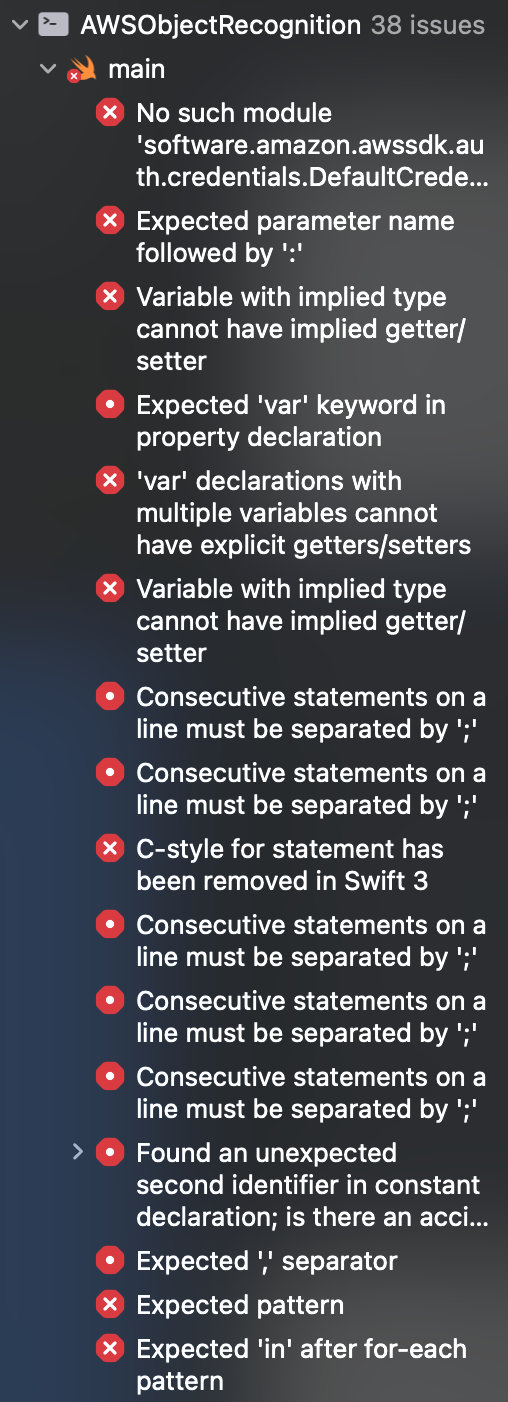 AWSObjectRecognition 38 issues
main
No such module
'software.amazon.awssdk.au
th.credentials.DefaultCrede...
Expected parameter name
followed by ':'
Variable with implied type
cannot have implied getter/
setter
Expected 'var' keyword in
property declaration
'var' declarations with
multiple variables cannot
have explicit getters/setters
Variable with implied type
cannot have implied getter/
setter
Consecutive statements on a
line must be separated by ';'
Consecutive statements on a
line must be separated by ';'
C-style for statement has
been removed in Swift 3
Consecutive statements on a
line must be separated by ';'
Consecutive statements on a
line must be separated by ';'
Consecutive statements on a
line must be separated by ';'
Found an unexpected
second identifier in constant
declaration; is there an acci...
Expected ',' separator
Expected pattern
Expected 'in' after for-each
pattern